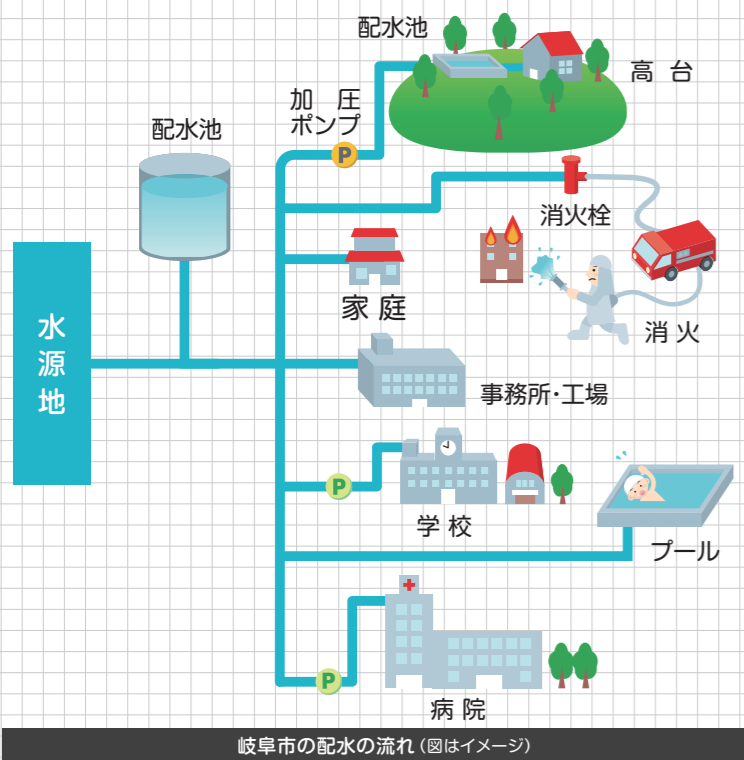 配水池
高台
加圧
ポンプ
配水池
P
消火栓
家庭
消火
水源地
事務所・工場
P
学校
プール
P
病院
岐阜市の配水の流れ（図はイメージ）